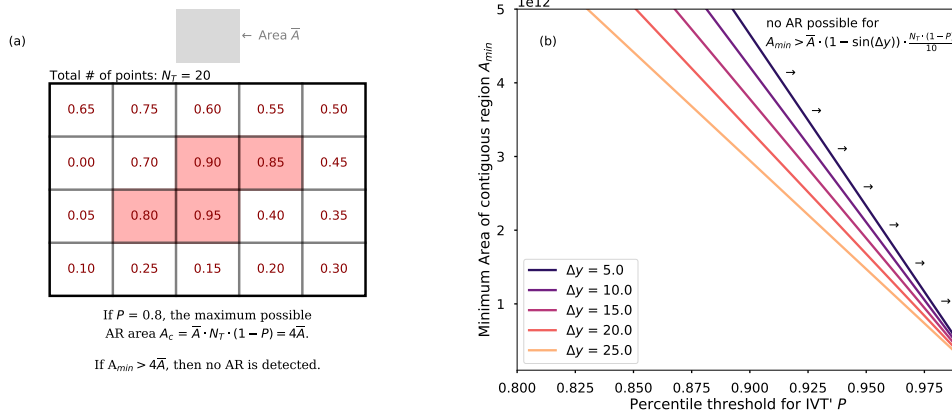 (a)
← Area A̅
Total # of points: N_T = 20
0.65 0.75 0.60 0.55 0.50
0.00 0.70 0.90 0.85 0.45
0.05 0.80 0.95 0.40 0.35
0.10 0.25 0.15 0.20 0.30
If P = 0.8, the maximum possible
AR area A_c = A̅ · N_T · (1 − P) = 4A̅.
If A_min > 4A̅, then no AR is detected.
1e12
(b)
no AR possible for
A_min > A̅ · (1 − sin(Δy)) · N_T · (1 − P) / 10
Minimum Area of contiguous region A_min
5
4
3
2
1
→
→
→
→
→
→
→
Δy = 5.0
Δy = 10.0
Δy = 15.0
Δy = 20.0
Δy = 25.0
0.800 0.825 0.850 0.875 0.900 0.925 0.950 0.975
Percentile threshold for IVT' P